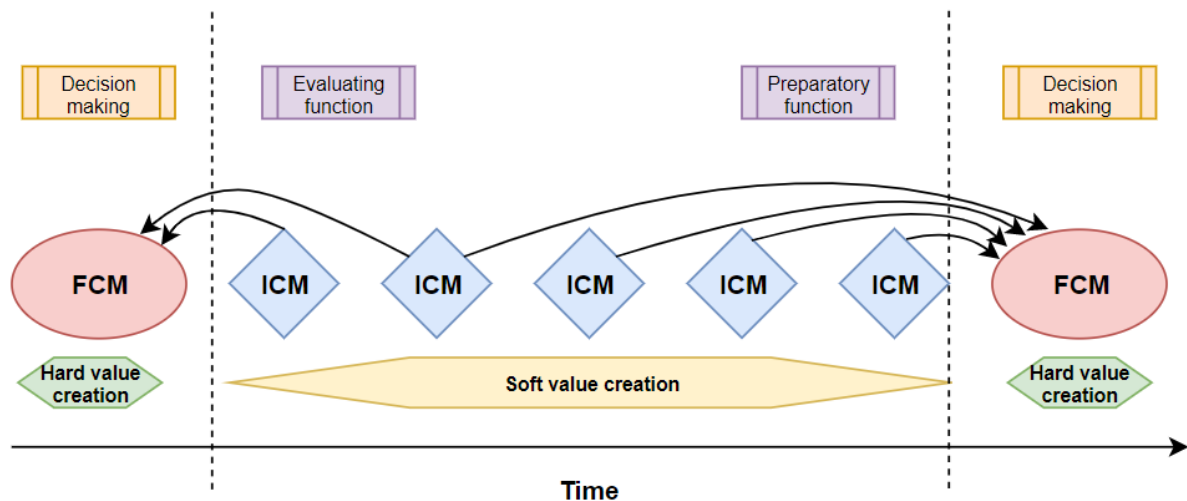 Decision
making
Evaluating
function
Preparatory
function
Decision
making
FCM
ICM
ICM
ICM
ICM
ICM
FCM
Hard value
creation
Soft value creation
Hard value
creation
Time